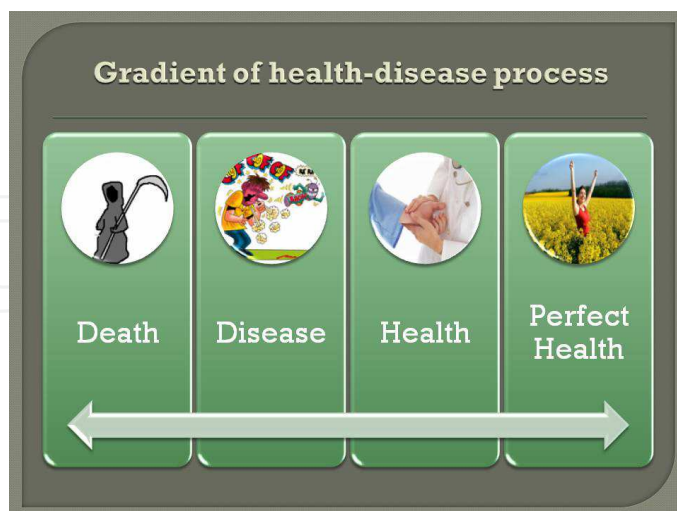 Gradient of health-disease process
Death
Disease
Health
Perfect
Health